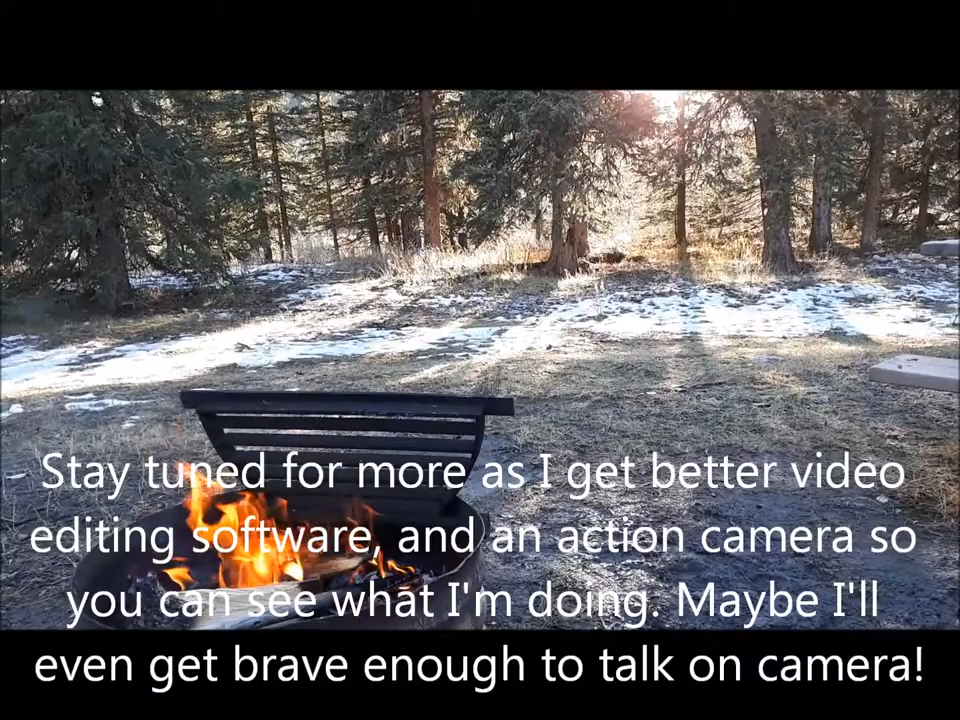 Stay tuned for more as I get better video
editing software, and an action camera so
you can see what I'm doing. Maybe I'll
even get brave enough to talk on camera!